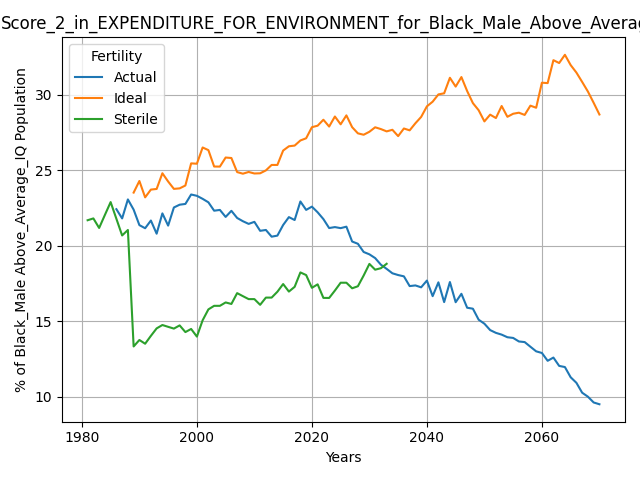 Score_2_in_EXPENDITURE_FOR_ENVIRONMENT_for_Black_Male_Above_Averag
Fertility
Actual
Ideal
Sterile
% of Black_Male Above_Average_IQ Population
30
25
20
15
10
1980
2000
2020
2040
2060
Years